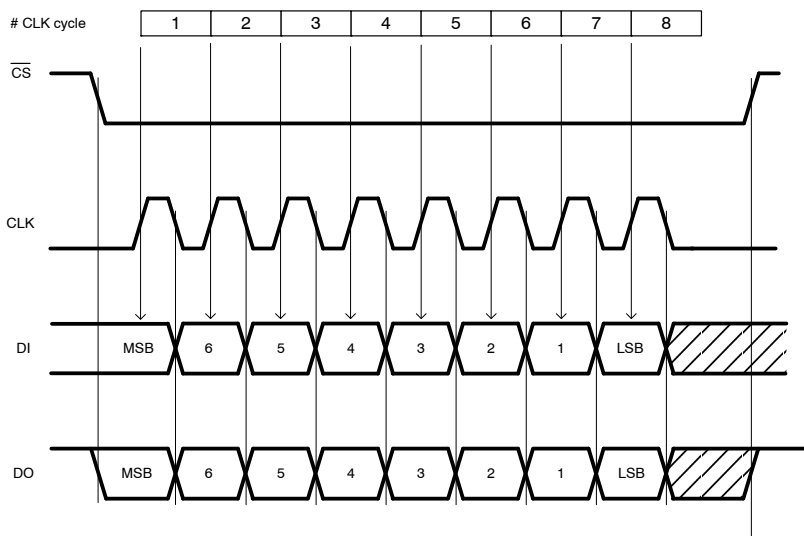 # CLK cycle 1 2 3 4 5 6 7 8
CS
CLK
DI MSB 6 5 4 3 2 1 LSB
DO MSB 6 5 4 3 2 1 LSB